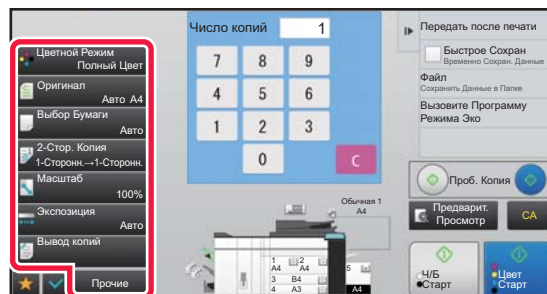 Цветной Режим
Полный Цвет
Оригинал
Авто A4
Выбор Бумаги
Авто
2-Стор. Копия
1-Сторонн.→1-Сторонн.
Масштаб
100%
Экспозиция
Авто
Вывод копий
Прочие
Число копий
1
7 8 9
4 5 6
1 2 3
0 C
Обычная 1
A4
1 A4
2 A4
3 B4
4 A3
5
A4
Передать после печати
Быстрое Сохран
Временно Сохран. Данные
Файл
Сохранить Данные в Папке
Вызовите Программу
Режима Эко
Проб. Копия
Предварит.
Просмотр
CA
Ч/Б
Старт
Цвет
Старт